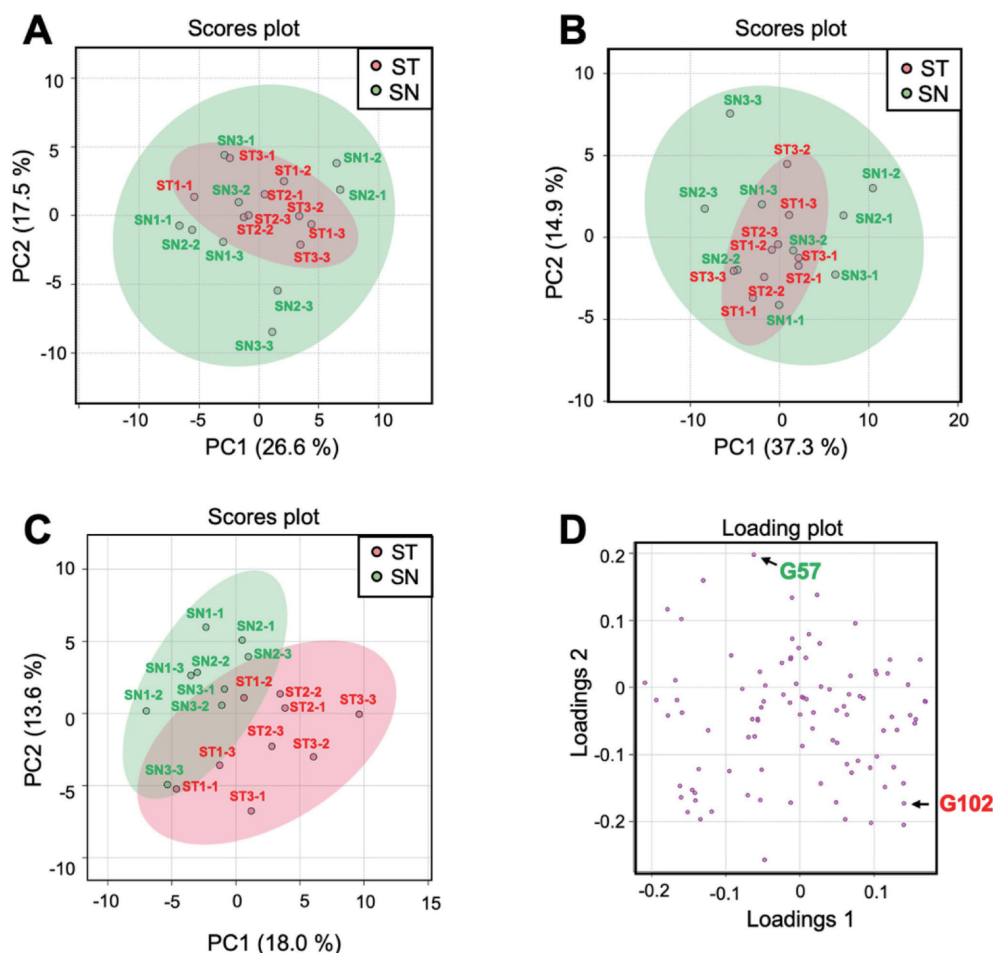 A
Scores plot
ST
SN
10
5
0
-5
-10
PC2 (17.5 %)
SN3-1
ST3-1
SN1-2
ST1-2
ST1-1
SN3-2
ST2-1
SN2-1
SN1-1
ST2-3
ST3-2
SN2-2
ST2-2
ST1-3
SN1-3
ST3-3
SN2-3
SN3-3
-10
-5
0
5
10
PC1 (26.6 %)
B
Scores plot
ST
SN
10
5
0
-5
-10
PC2 (14.9 %)
SN3-3
ST3-2
SN1-2
SN2-3
SN1-3
ST1-3
SN2-1
ST2-3
ST1-2
SN3-2
SN2-2
ST3-1
ST3-3
ST2-1
SN3-1
ST2-2
ST1-1
SN1-1
-10
0
10
20
PC1 (37.3 %)
C
Scores plot
ST
SN
10
5
0
-5
-10
PC2 (13.6 %)
SN1-1
SN2-1
SN1-3
SN2-2
SN2-3
SN1-2
SN3-1
ST1-2
ST2-2
SN3-2
ST2-1
ST3-3
ST1-3
ST2-3
ST3-2
SN3-3
ST1-1
ST3-1
-10
-5
0
5
10
15
PC1 (18.0 %)
D
Loading plot
0.2
0.1
0
-0.1
-0.2
Loadings 2
G57
G102
-0.2
-0.1
0
0.1
Loadings 1